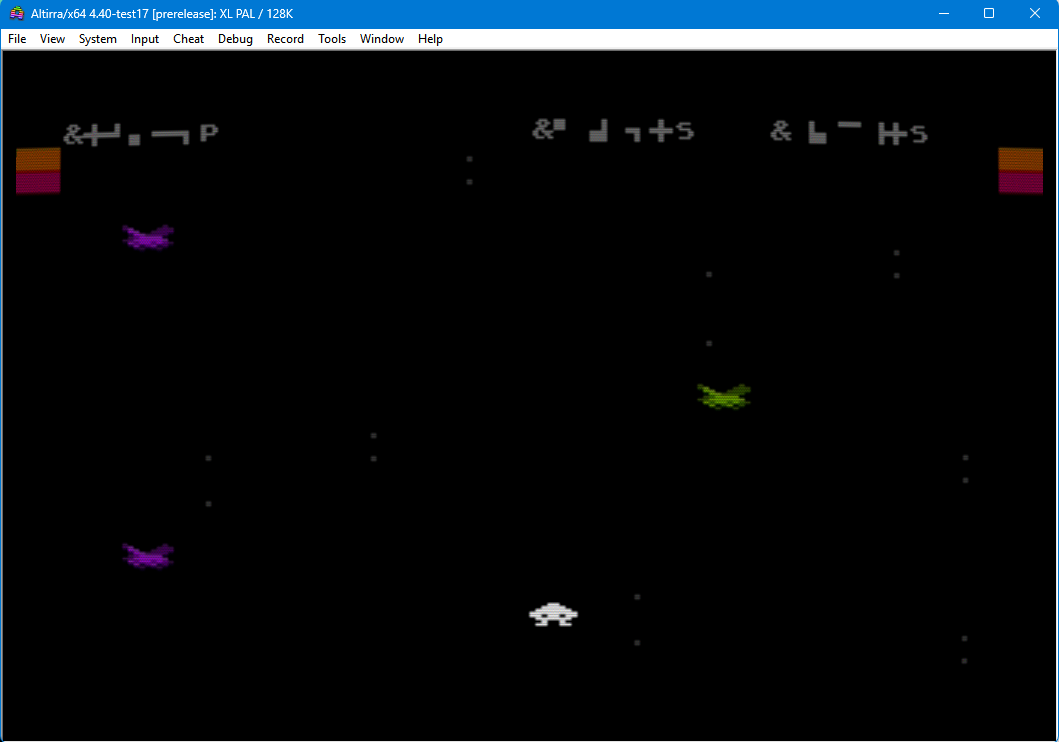 Altirra/x64 4.40-test17 [prerelease]: XL PAL / 128K
File View System Input Cheat Debug Record Tools Window Help